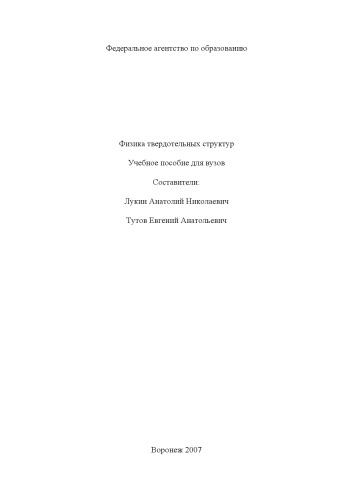 Федеральное агентство по образованию
Физика твердотельных структур
Учебное пособие для вузов
Составители:
Лукин Анатолий Николаевич
Тутов Евгений Анатольевич
Воронеж 2007